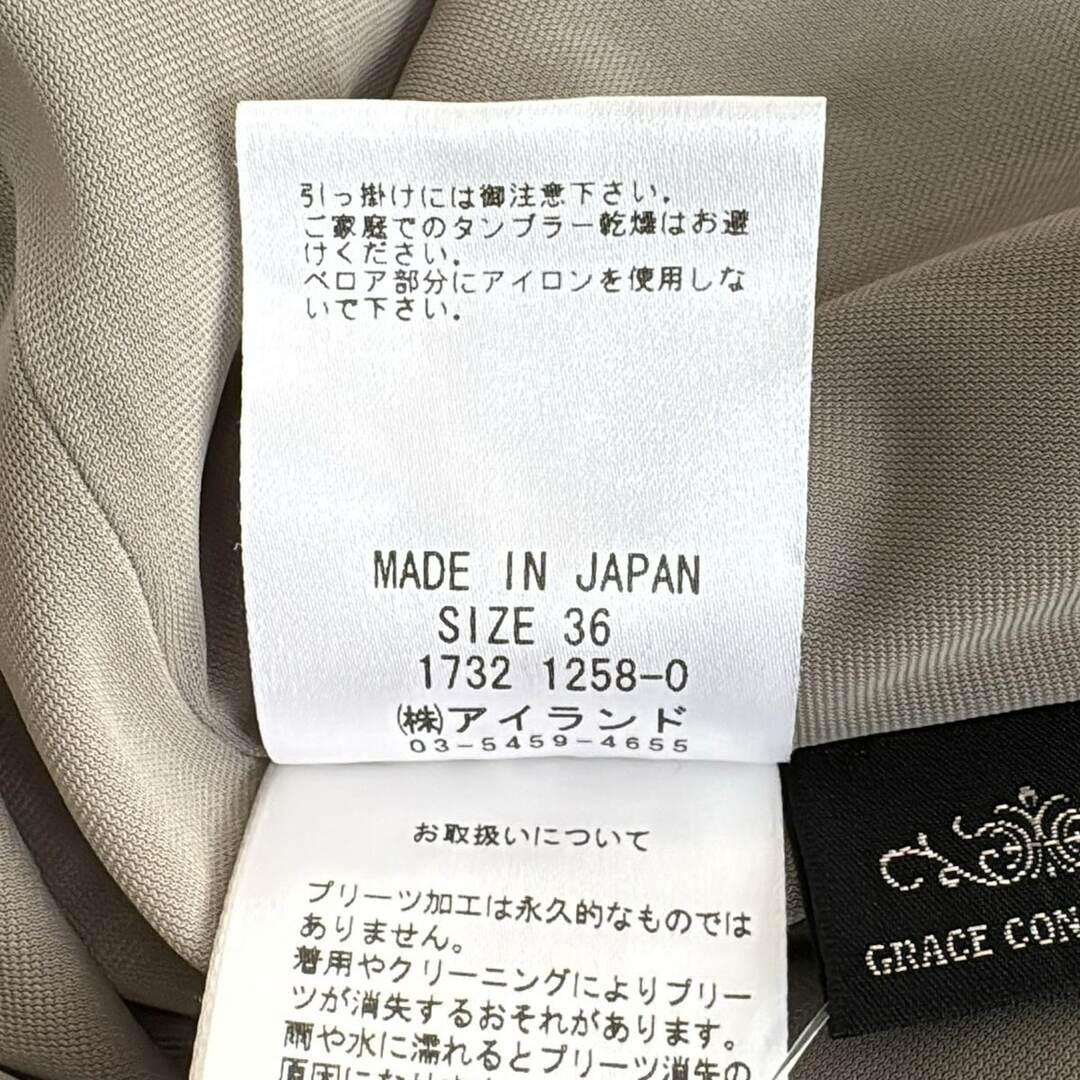 引っ掛けには御注意下さい.
ご家庭でのタンブラー乾燥はお避
けください.
ベロア部分にアイロンを使用しな
いで下さい.
MADE IN JAPAN
SIZE 36
1732 1258-0
(株)アイランド
03-5459-4655
お取扱いについて
プリーツ加工は永久的なものでは
ありません。
着用やクリーニングによりプリー
ツが消失するおそれがあります。
雨や水に濡れるとプリーツ消失の
原因になりま
GRACE CON